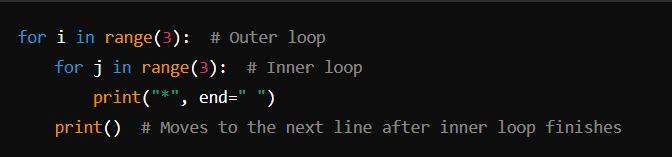 for i in range(3):  # Outer loop
    for j in range(3):  # Inner loop
        print("*", end=" ")
    print()  # Moves to the next line after inner loop finishes